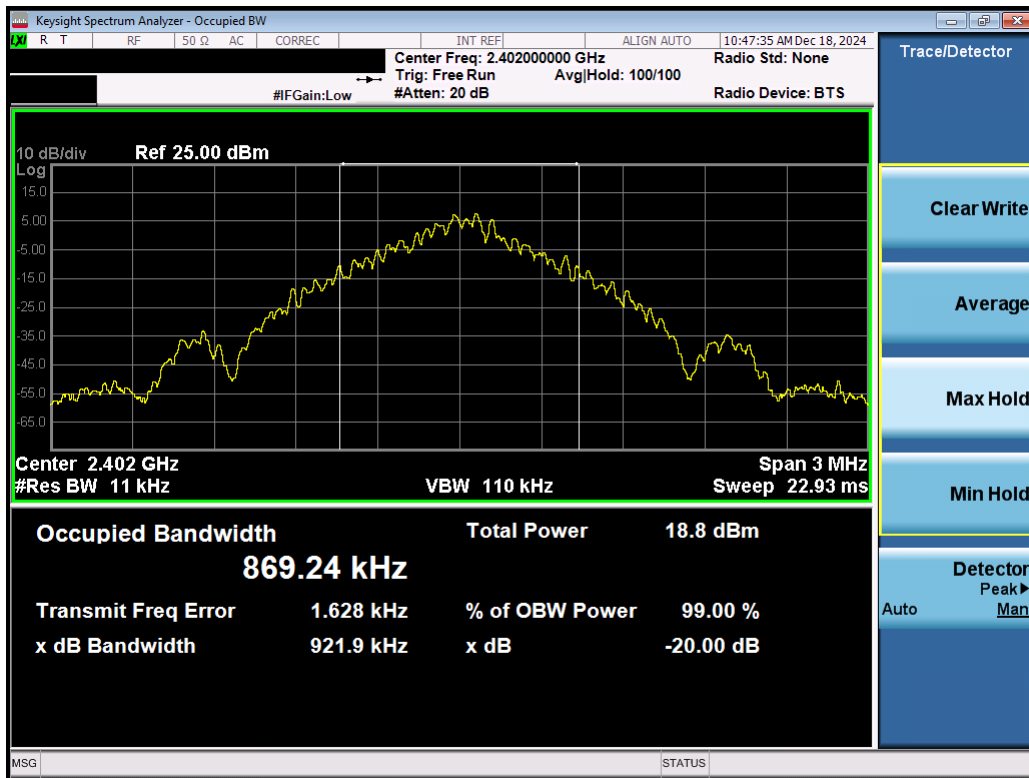 Keysight Spectrum Analyzer - Occupied BW
LXI R T RF 50 Ω AC CORREC INT REF ALIGN AUTO 10:47:35 AM Dec 18, 2024
Center Freq: 2.402000000 GHz Radio Std: None
Trig: Free Run Avg|Hold: 100/100
#IFGain:Low #Atten: 20 dB Radio Device: BTS
10 dB/div Ref 25.00 dBm
Log
15.0
5.00
-5.00
-15.0
-25.0
-35.0
-45.0
-55.0
-65.0
Center 2.402 GHz Span 3 MHz
#Res BW 11 kHz VBW 110 kHz Sweep 22.93 ms
Occupied Bandwidth Total Power 18.8 dBm
869.24 kHz
Transmit Freq Error 1.628 kHz % of OBW Power 99.00 %
x dB Bandwidth 921.9 kHz x dB -20.00 dB
Trace/Detector
Clear Write
Average
Max Hold
Min Hold
Detector
Peak▶
Auto Man
MSG STATUS